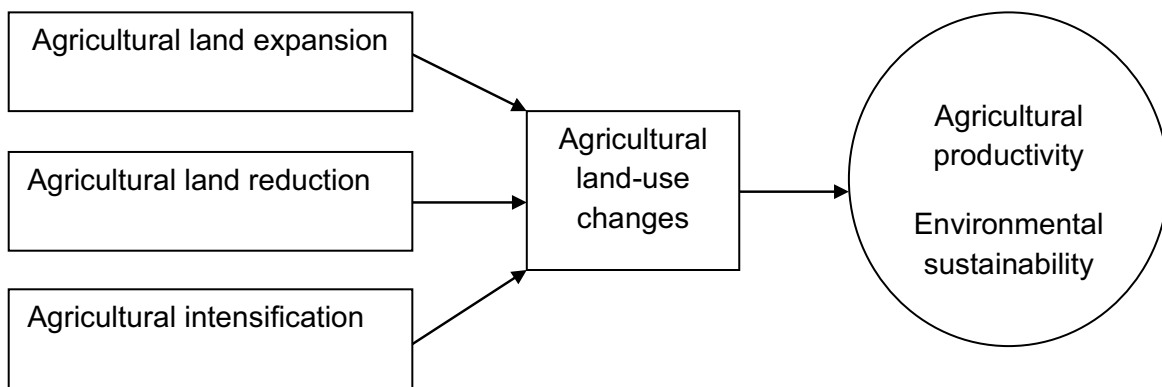 Agricultural land expansion
Agricultural land reduction
Agricultural intensification
Agricultural
land-use
changes
Agricultural
productivity
Environmental
sustainability